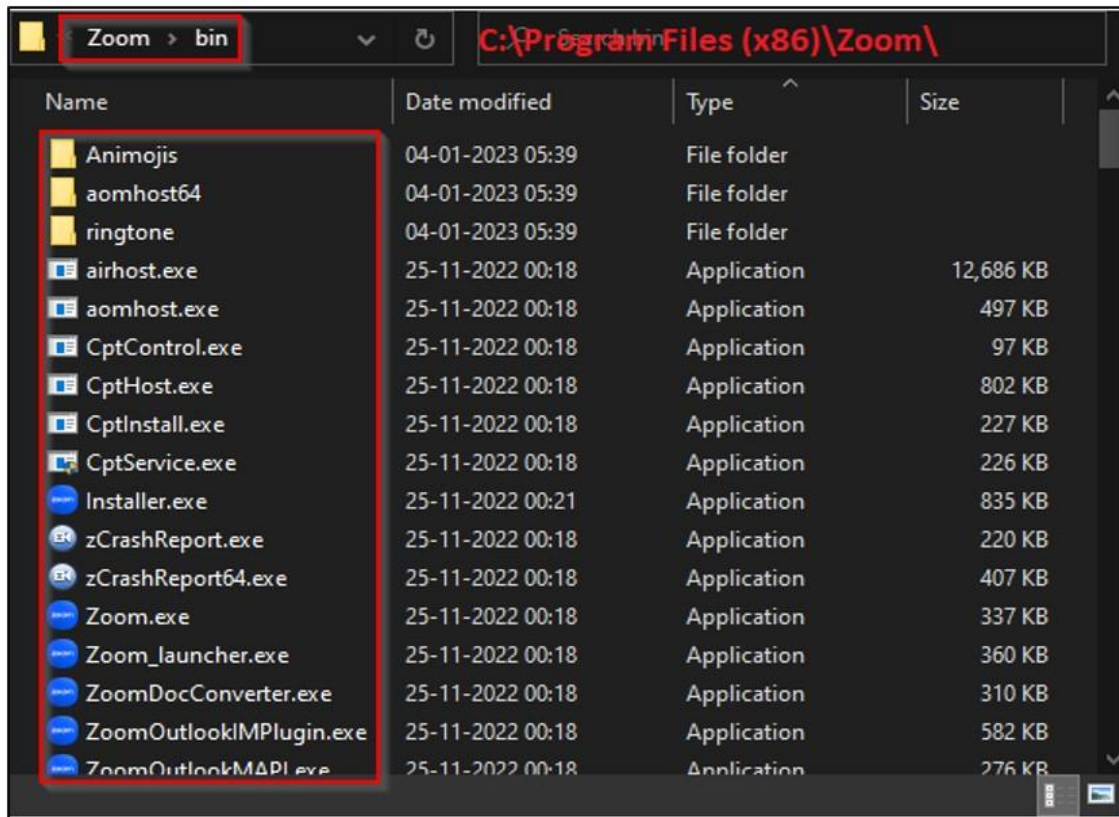 Zoom > bin C:\Program Files (x86)\Zoom\
Name Date modified Type Size
Animojis 04-01-2023 05:39 File folder
aomhost64 04-01-2023 05:39 File folder
ringtone 04-01-2023 05:39 File folder
airhost.exe 25-11-2022 00:18 Application 12,686 KB
aomhost.exe 25-11-2022 00:18 Application 497 KB
CptControl.exe 25-11-2022 00:18 Application 97 KB
CptHost.exe 25-11-2022 00:18 Application 802 KB
CptInstall.exe 25-11-2022 00:18 Application 227 KB
CptService.exe 25-11-2022 00:18 Application 226 KB
Installer.exe 25-11-2022 00:21 Application 835 KB
zCrashReport.exe 25-11-2022 00:18 Application 220 KB
zCrashReport64.exe 25-11-2022 00:18 Application 407 KB
Zoom.exe 25-11-2022 00:18 Application 337 KB
Zoom_launcher.exe 25-11-2022 00:18 Application 360 KB
ZoomDocConverter.exe 25-11-2022 00:18 Application 310 KB
ZoomOutlookIMPlugin.exe 25-11-2022 00:18 Application 582 KB
ZoomOutlookMAPI.exe 25-11-2022 00:18 Application 276 KB